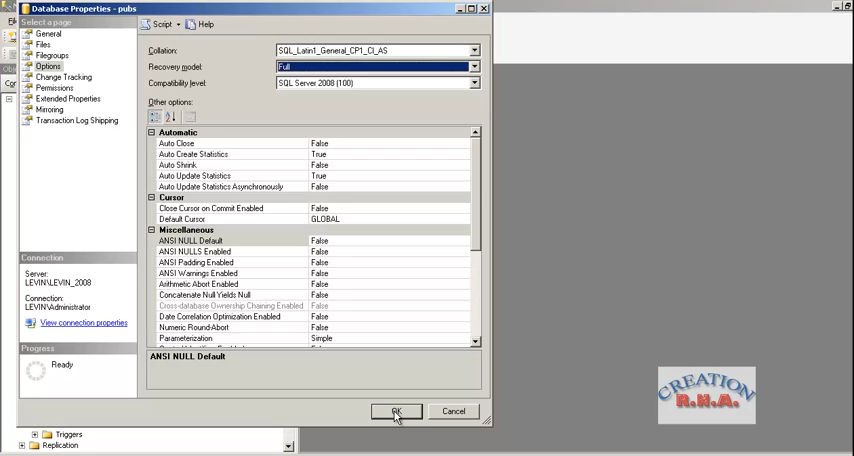 Database Properties - pubs
Select a page
General
Files
Filegroups
Options
Change Tracking
Permissions
Extended Properties
Mirroring
Transaction Log Shipping
Script
Help
Collation:
SQL_Latin1_General_CP1_CI_AS
Recovery model:
Full
Compatibility level:
SQL Server 2008 (100)
Other options:
Automatic
Auto Close False
Auto Create Statistics True
Auto Shrink False
Auto Update Statistics True
Auto Update Statistics Asynchronously False
Cursor
Close Cursor on Commit Enabled False
Default Cursor GLOBAL
Miscellaneous
ANSI NULL Default False
ANSI NULLS Enabled False
ANSI Padding Enabled False
ANSI Warnings Enabled False
Arithmetic Abort Enabled False
Concatenate Null Yields Null False
Cross-database Ownership Chaining Enabled False
Date Correlation Optimization Enabled False
Numeric Round-Abort False
Parameterization Simple
ANSI NULL Default
Connection
Server:
LEVIN\LEVIN_2008
Connection:
LEVIN\Administrator
View connection properties
Progress
Ready
OK
Cancel
Triggers
Replication
CREATION
R.N.A.